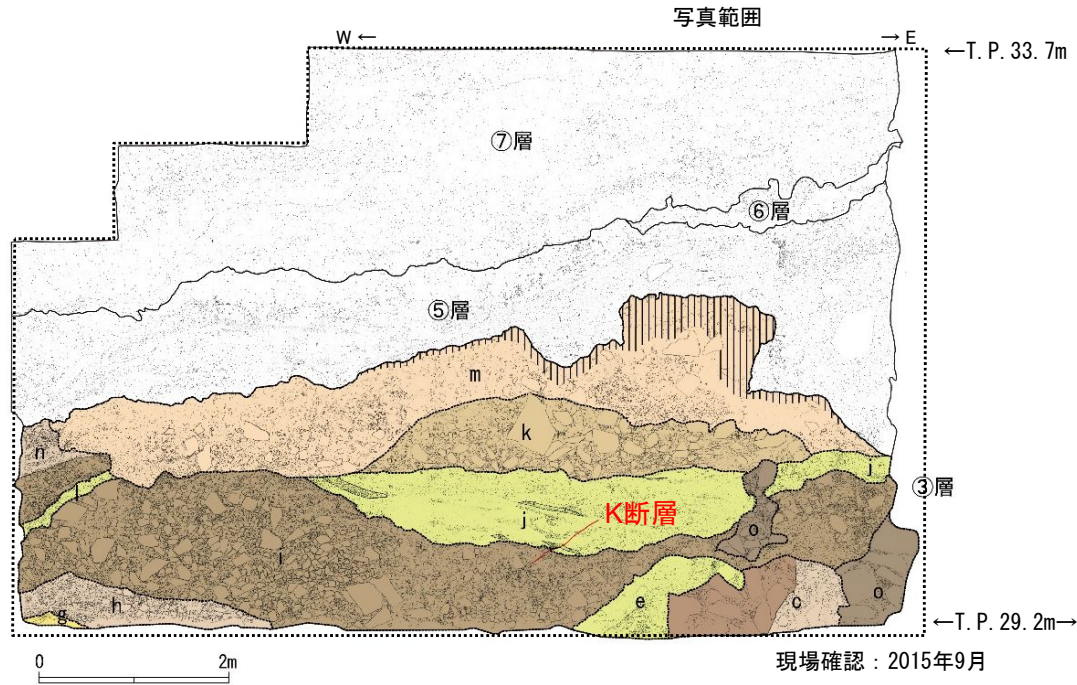 写真範囲
W ← → E
←T.P.33.7m
⑦層
⑥層
⑤層
m
k
n
j
j
③層
K断層
j
o
i
e
c
o
h
g
←T.P.29.2m→
0 2m
現場確認：2015年9月